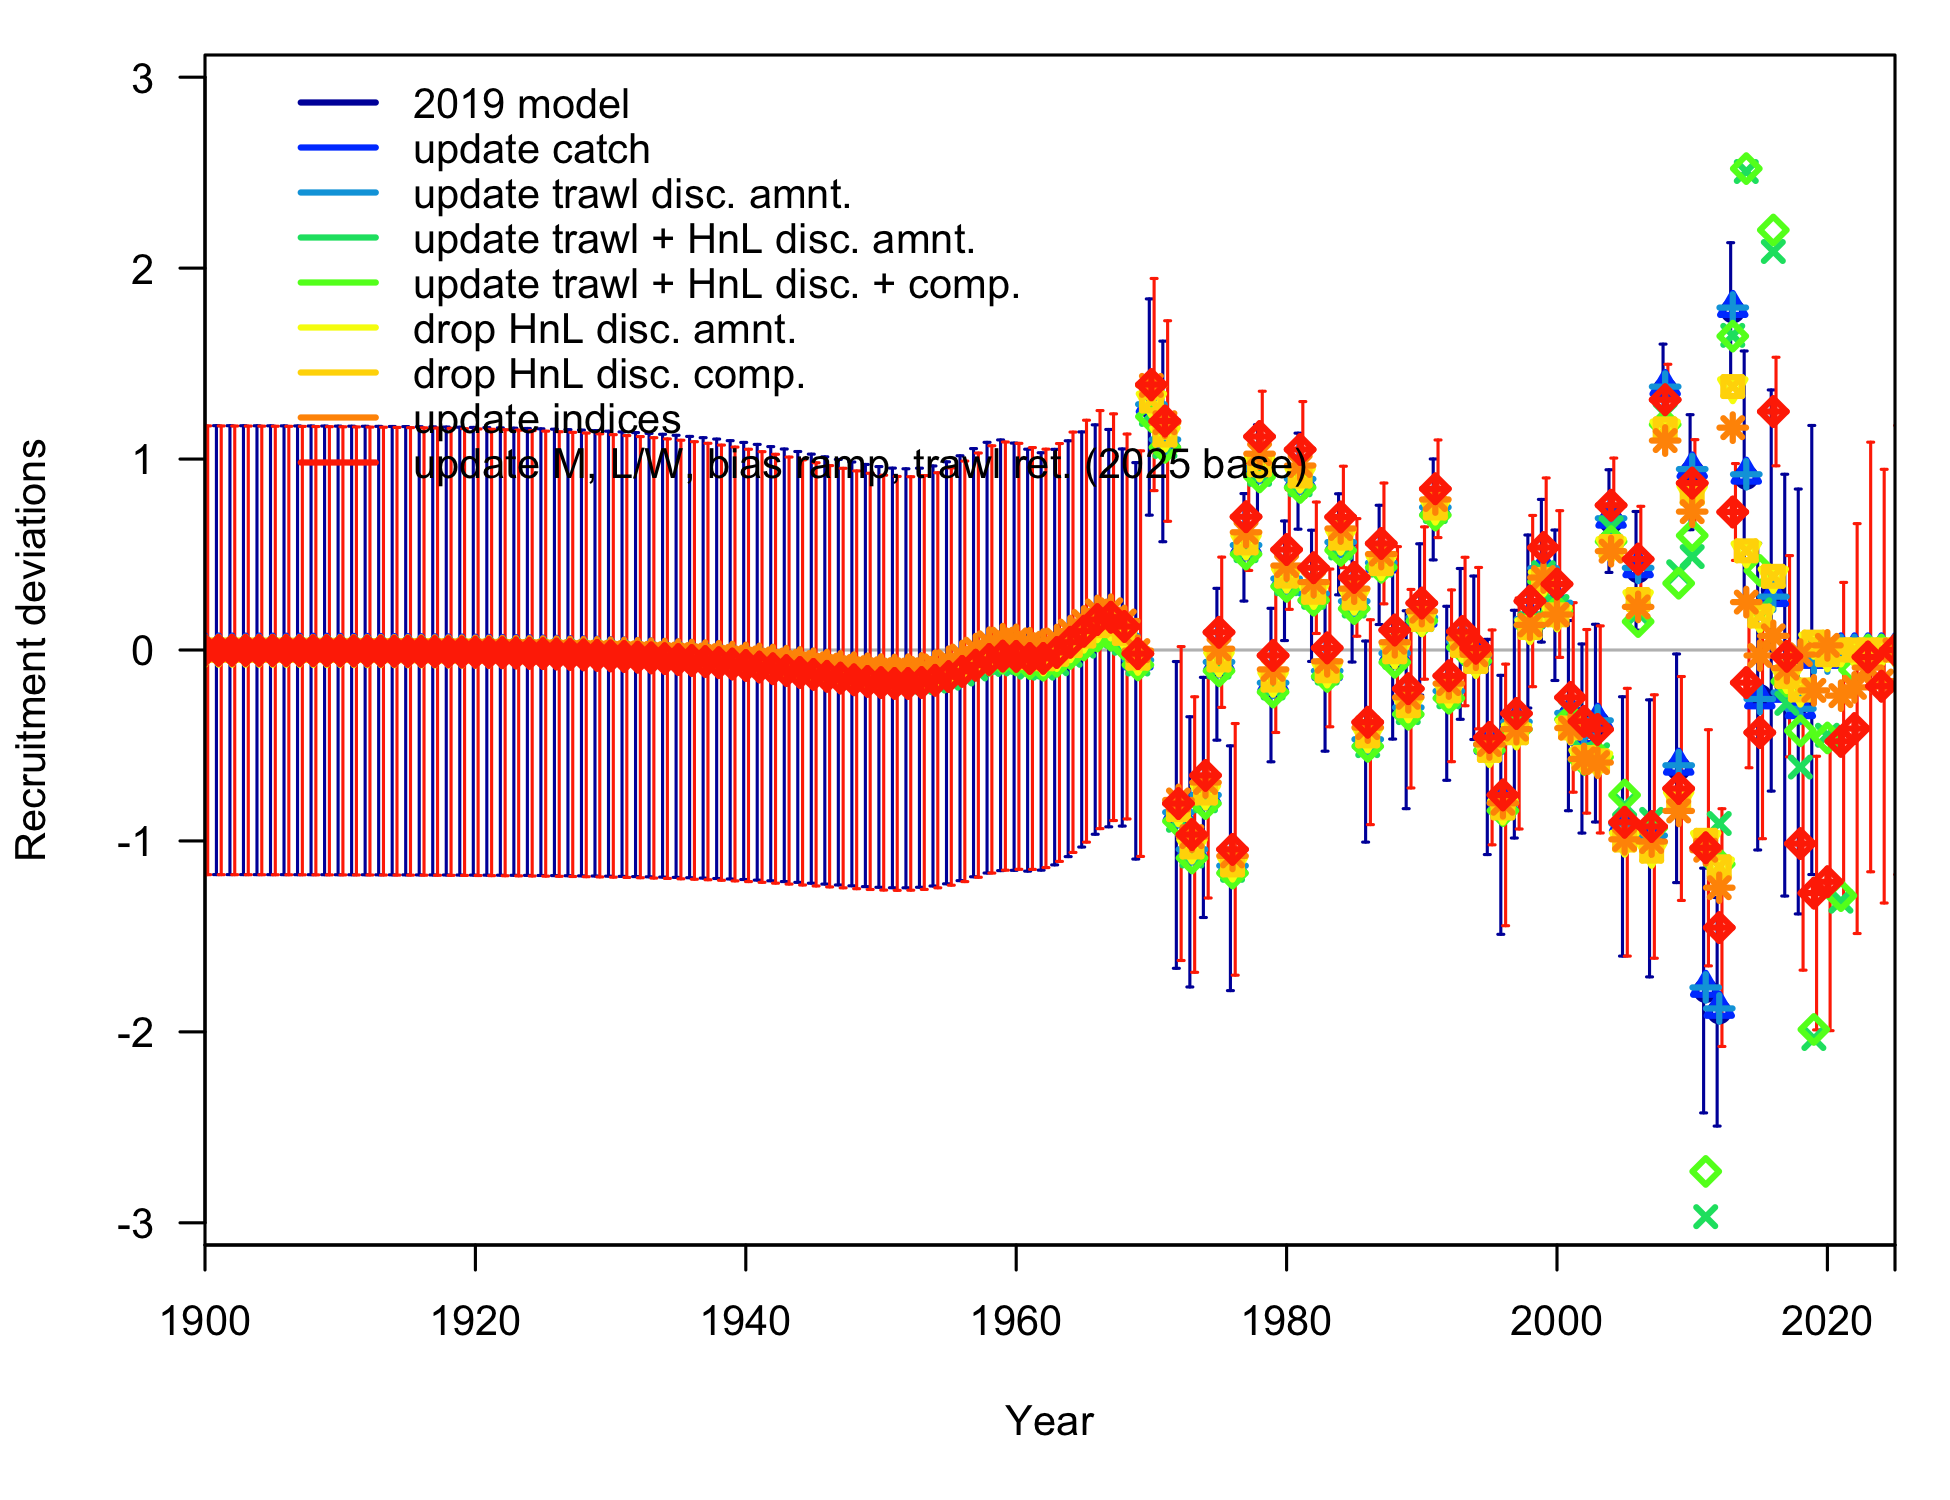 3
2
1
0
-1
-2
-3
Recruitment deviations
2019 model
update catch
update trawl disc. amnt.
update trawl + HnL disc. amnt.
update trawl + HnL disc. + comp.
drop HnL disc. amnt.
drop HnL disc. comp.
update indices
update M, L/W, bias ramp, trawl ret. (2025 base)
1900 1920 1940 1960 1980 2000 2020
Year